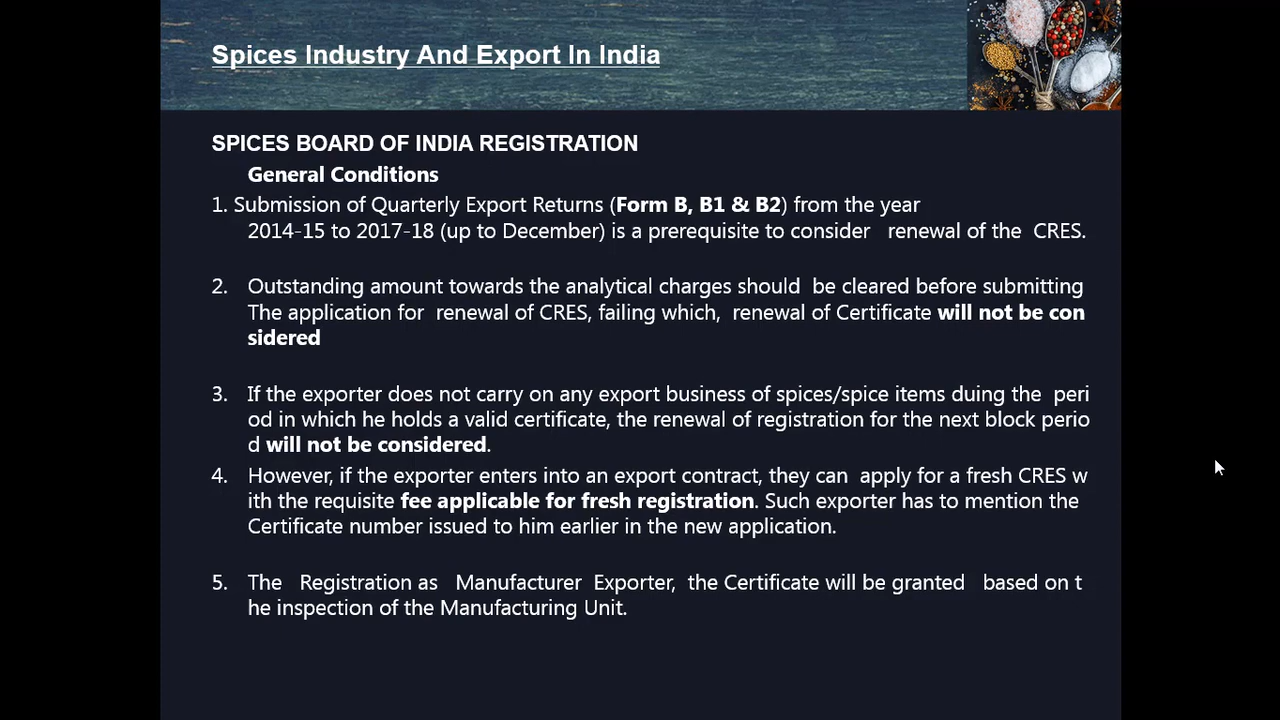 Spices Industry And Export In India
SPICES BOARD OF INDIA REGISTRATION
General Conditions
1. Submission of Quarterly Export Returns (Form B, B1 & B2) from the year
2014-15 to 2017-18 (up to December) is a prerequisite to consider renewal of the CRES.
2. Outstanding amount towards the analytical charges should be cleared before submitting
The application for renewal of CRES, failing which, renewal of Certificate will not be con
sidered
3. If the exporter does not carry on any export business of spices/spice items duing the peri
od in which he holds a valid certificate, the renewal of registration for the next block perio
d will not be considered.
4. However, if the exporter enters into an export contract, they can apply for a fresh CRES w
ith the requisite fee applicable for fresh registration. Such exporter has to mention the
Certificate number issued to him earlier in the new application.
5. The Registration as Manufacturer Exporter, the Certificate will be granted based on t
he inspection of the Manufacturing Unit.